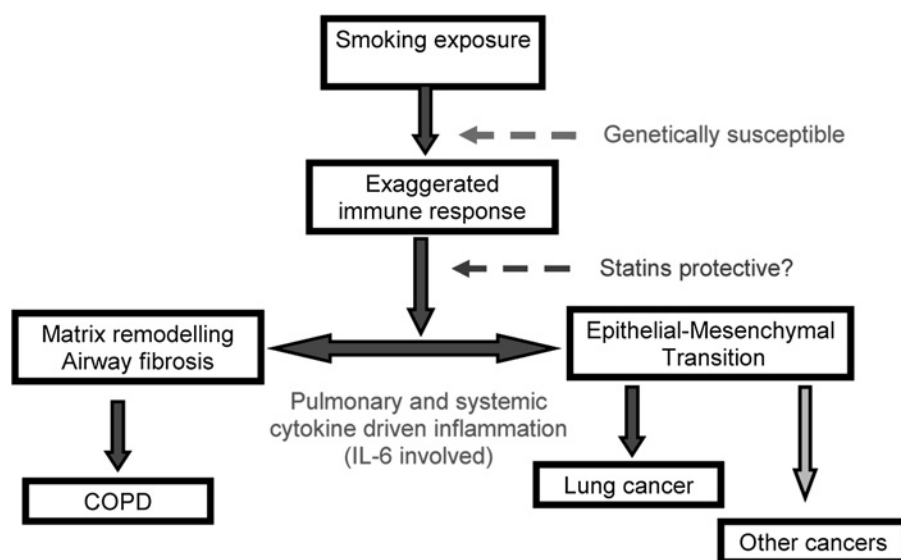 Smoking exposure
Genetically susceptible
Exaggerated
immune response
Statins protective?
Matrix remodelling
Airway fibrosis
Epithelial-Mesenchymal
Transition
Pulmonary and systemic
cytokine driven inflammation
(IL-6 involved)
COPD
Lung cancer
Other cancers